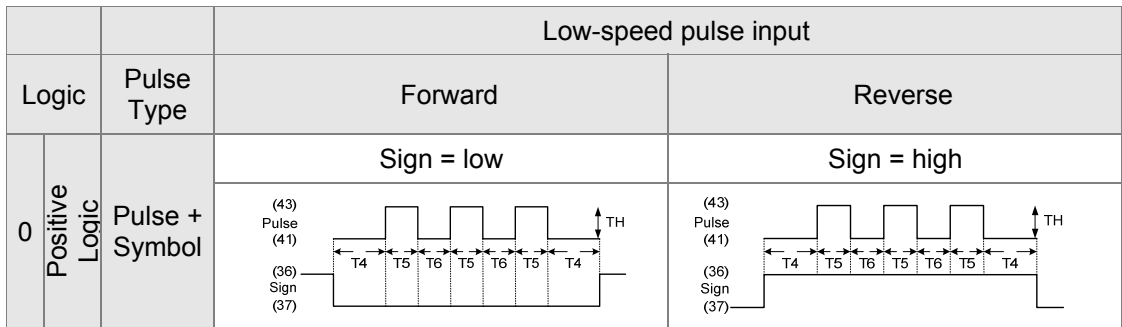 Low-speed pulse input
Logic
Pulse Type
Forward
Reverse
0
Positive Logic
Pulse + Symbol
Sign = low
Sign = high
(43)
Pulse
(41)
TH
T4 T5 T6 T5 T6 T5 T4
(36)
Sign
(37)
(43)
Pulse
(41)
TH
T4 T5 T6 T5 T6 T5 T4
(36)
Sign
(37)